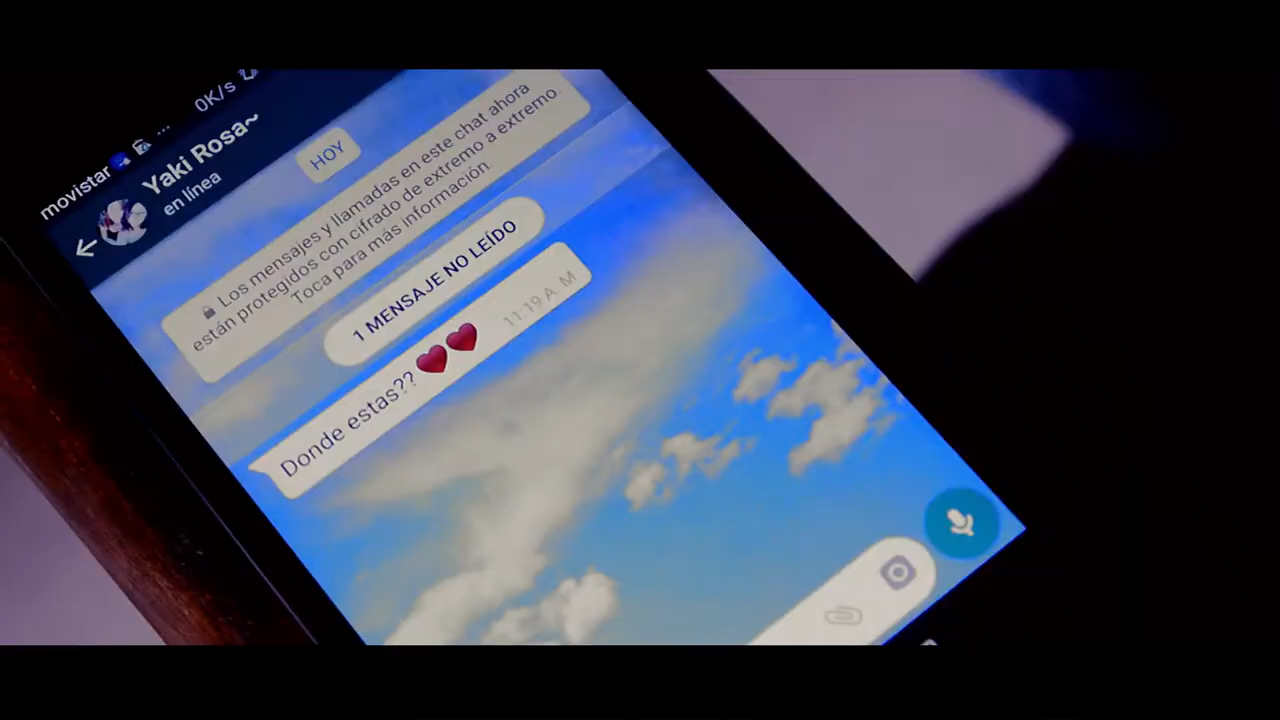 movistar ... 0K/s
Yaki Rosa~
en línea
HOY
Los mensajes y llamadas en este chat ahora
están protegidos con cifrado de extremo a extremo.
Toca para más información.
1 MENSAJE NO LEÍDO
Donde estas?? ❤❤ 11:19 A. M.